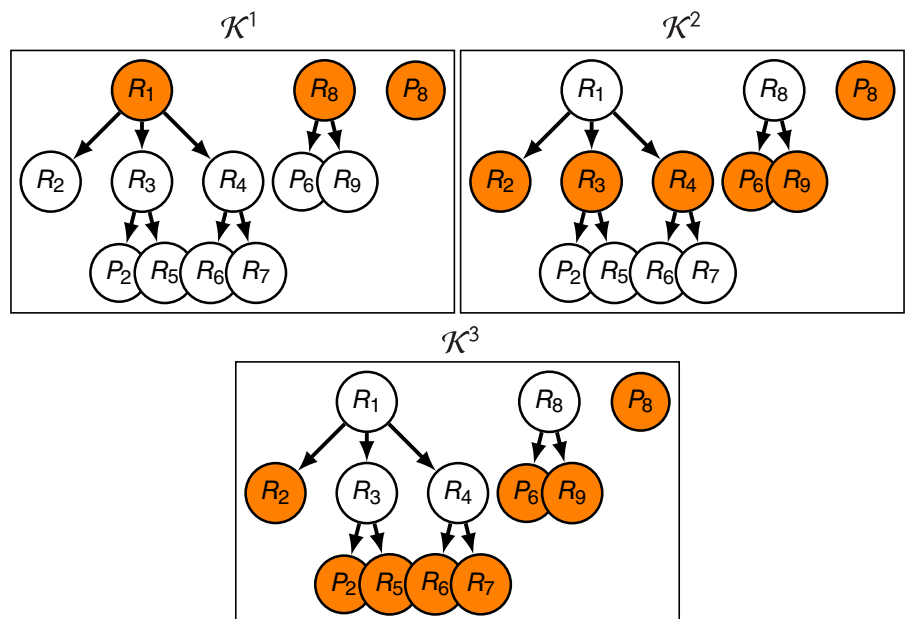 𝒦¹ 𝒦²
R₁ R₈ P₈ R₁ R₈ P₈
R₂ R₃ R₄ P₆ R₉ R₂ R₃ R₄ P₆ R₉
P₂ R₅ R₆ R₇ P₂ R₅ R₆ R₇
𝒦³
R₁ R₈ P₈
R₂ R₃ R₄ P₆ R₉
P₂ R₅ R₆ R₇